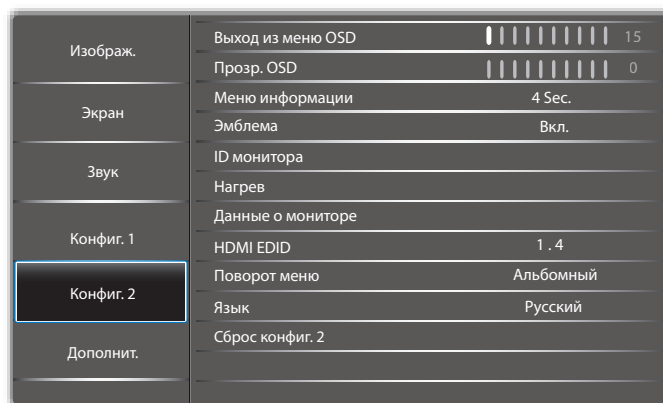 Изображ.
Экран
Звук
Конфиг. 1
Конфиг. 2
Дополнит.
Выход из меню OSD 15
Прозр. OSD 0
Меню информации 4 Sec.
Эмблема Вкл.
ID монитора
Нагрев
Данные о мониторе
HDMI EDID 1 . 4
Поворот меню Альбомный
Язык Русский
Сброс конфиг. 2